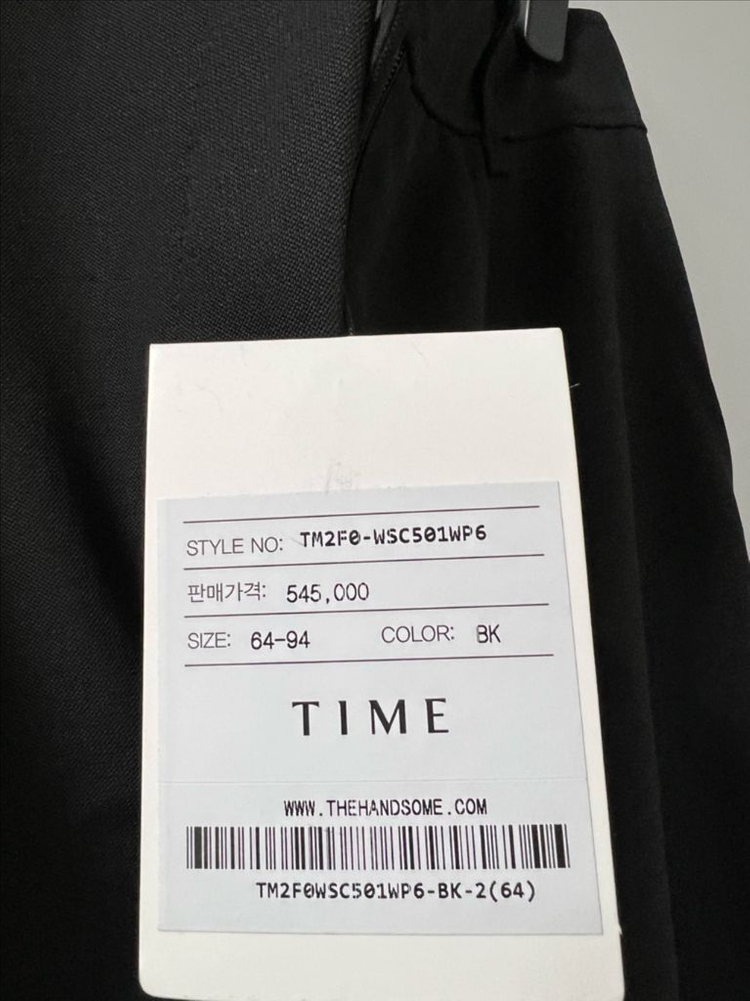 STYLE NO: TM2F0-WSC501WP6
판매가격: 545,000
SIZE: 64-94 COLOR: BK
TIME
WWW.THEHANDSOME.COM
TM2F0WSC501WP6-BK-2(64)